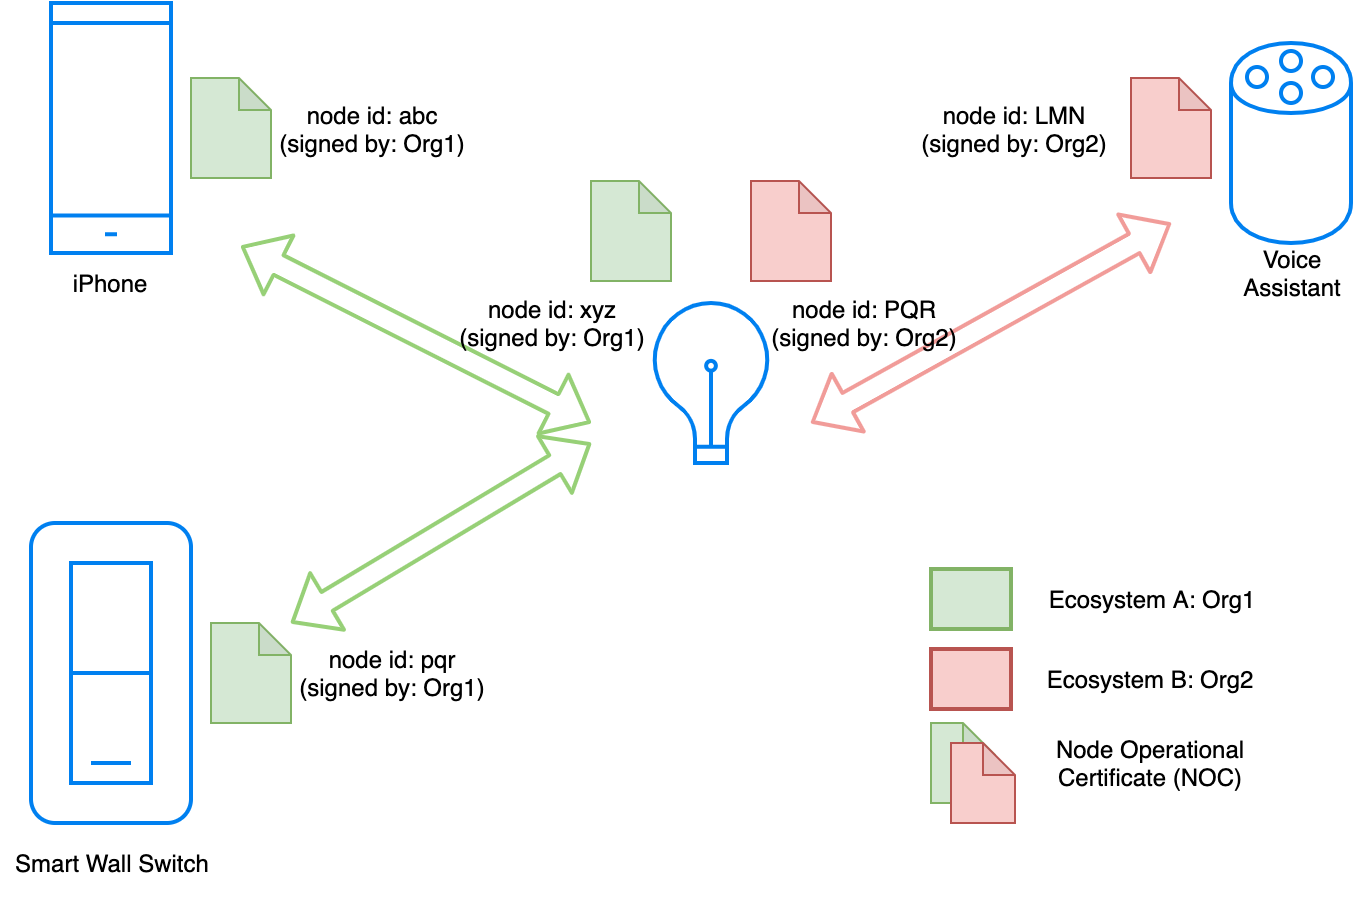 node id: abc
(signed by: Org1)
node id: LMN
(signed by: Org2)
iPhone
Voice
Assistant
node id: xyz
(signed by: Org1)
node id: PQR
(signed by: Org2)
node id: pqr
(signed by: Org1)
Smart Wall Switch
Ecosystem A: Org1
Ecosystem B: Org2
Node Operational
Certificate (NOC)